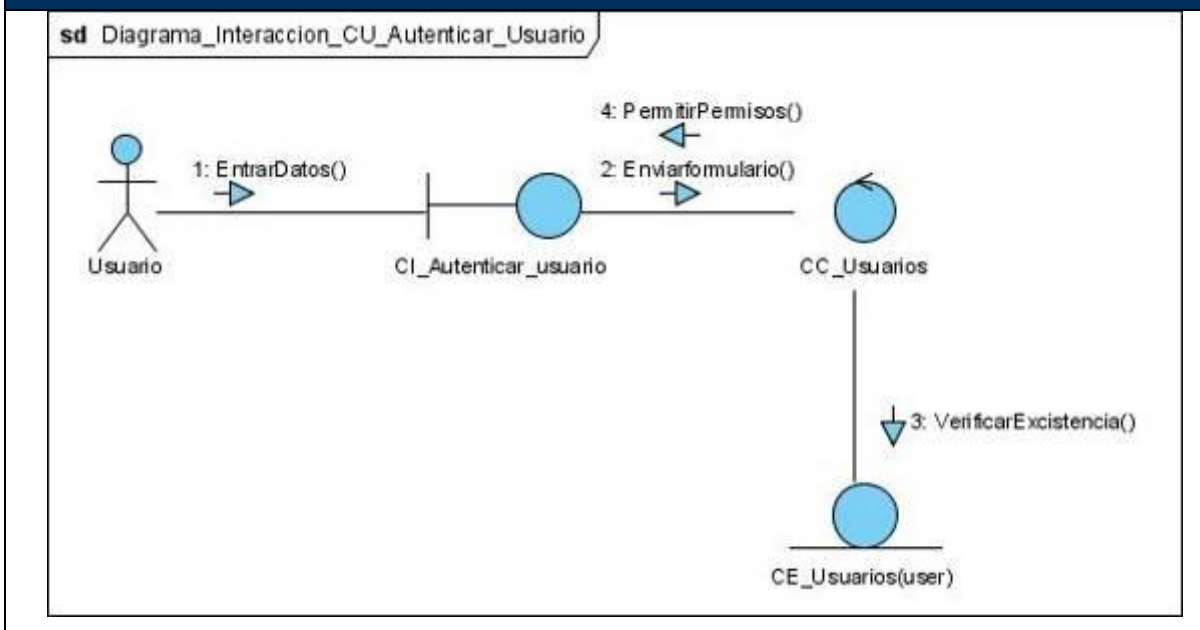 sd Diagrama_Interaccion_CU_Autenticar_Usuario
4: PermitirPermisos()
1: EntrarDatos()
2: Enviarformulario()
Usuario
CI_Autenticar_usuario
CC_Usuarios
3: VerificarExcistencia()
CE_Usuarios(user)